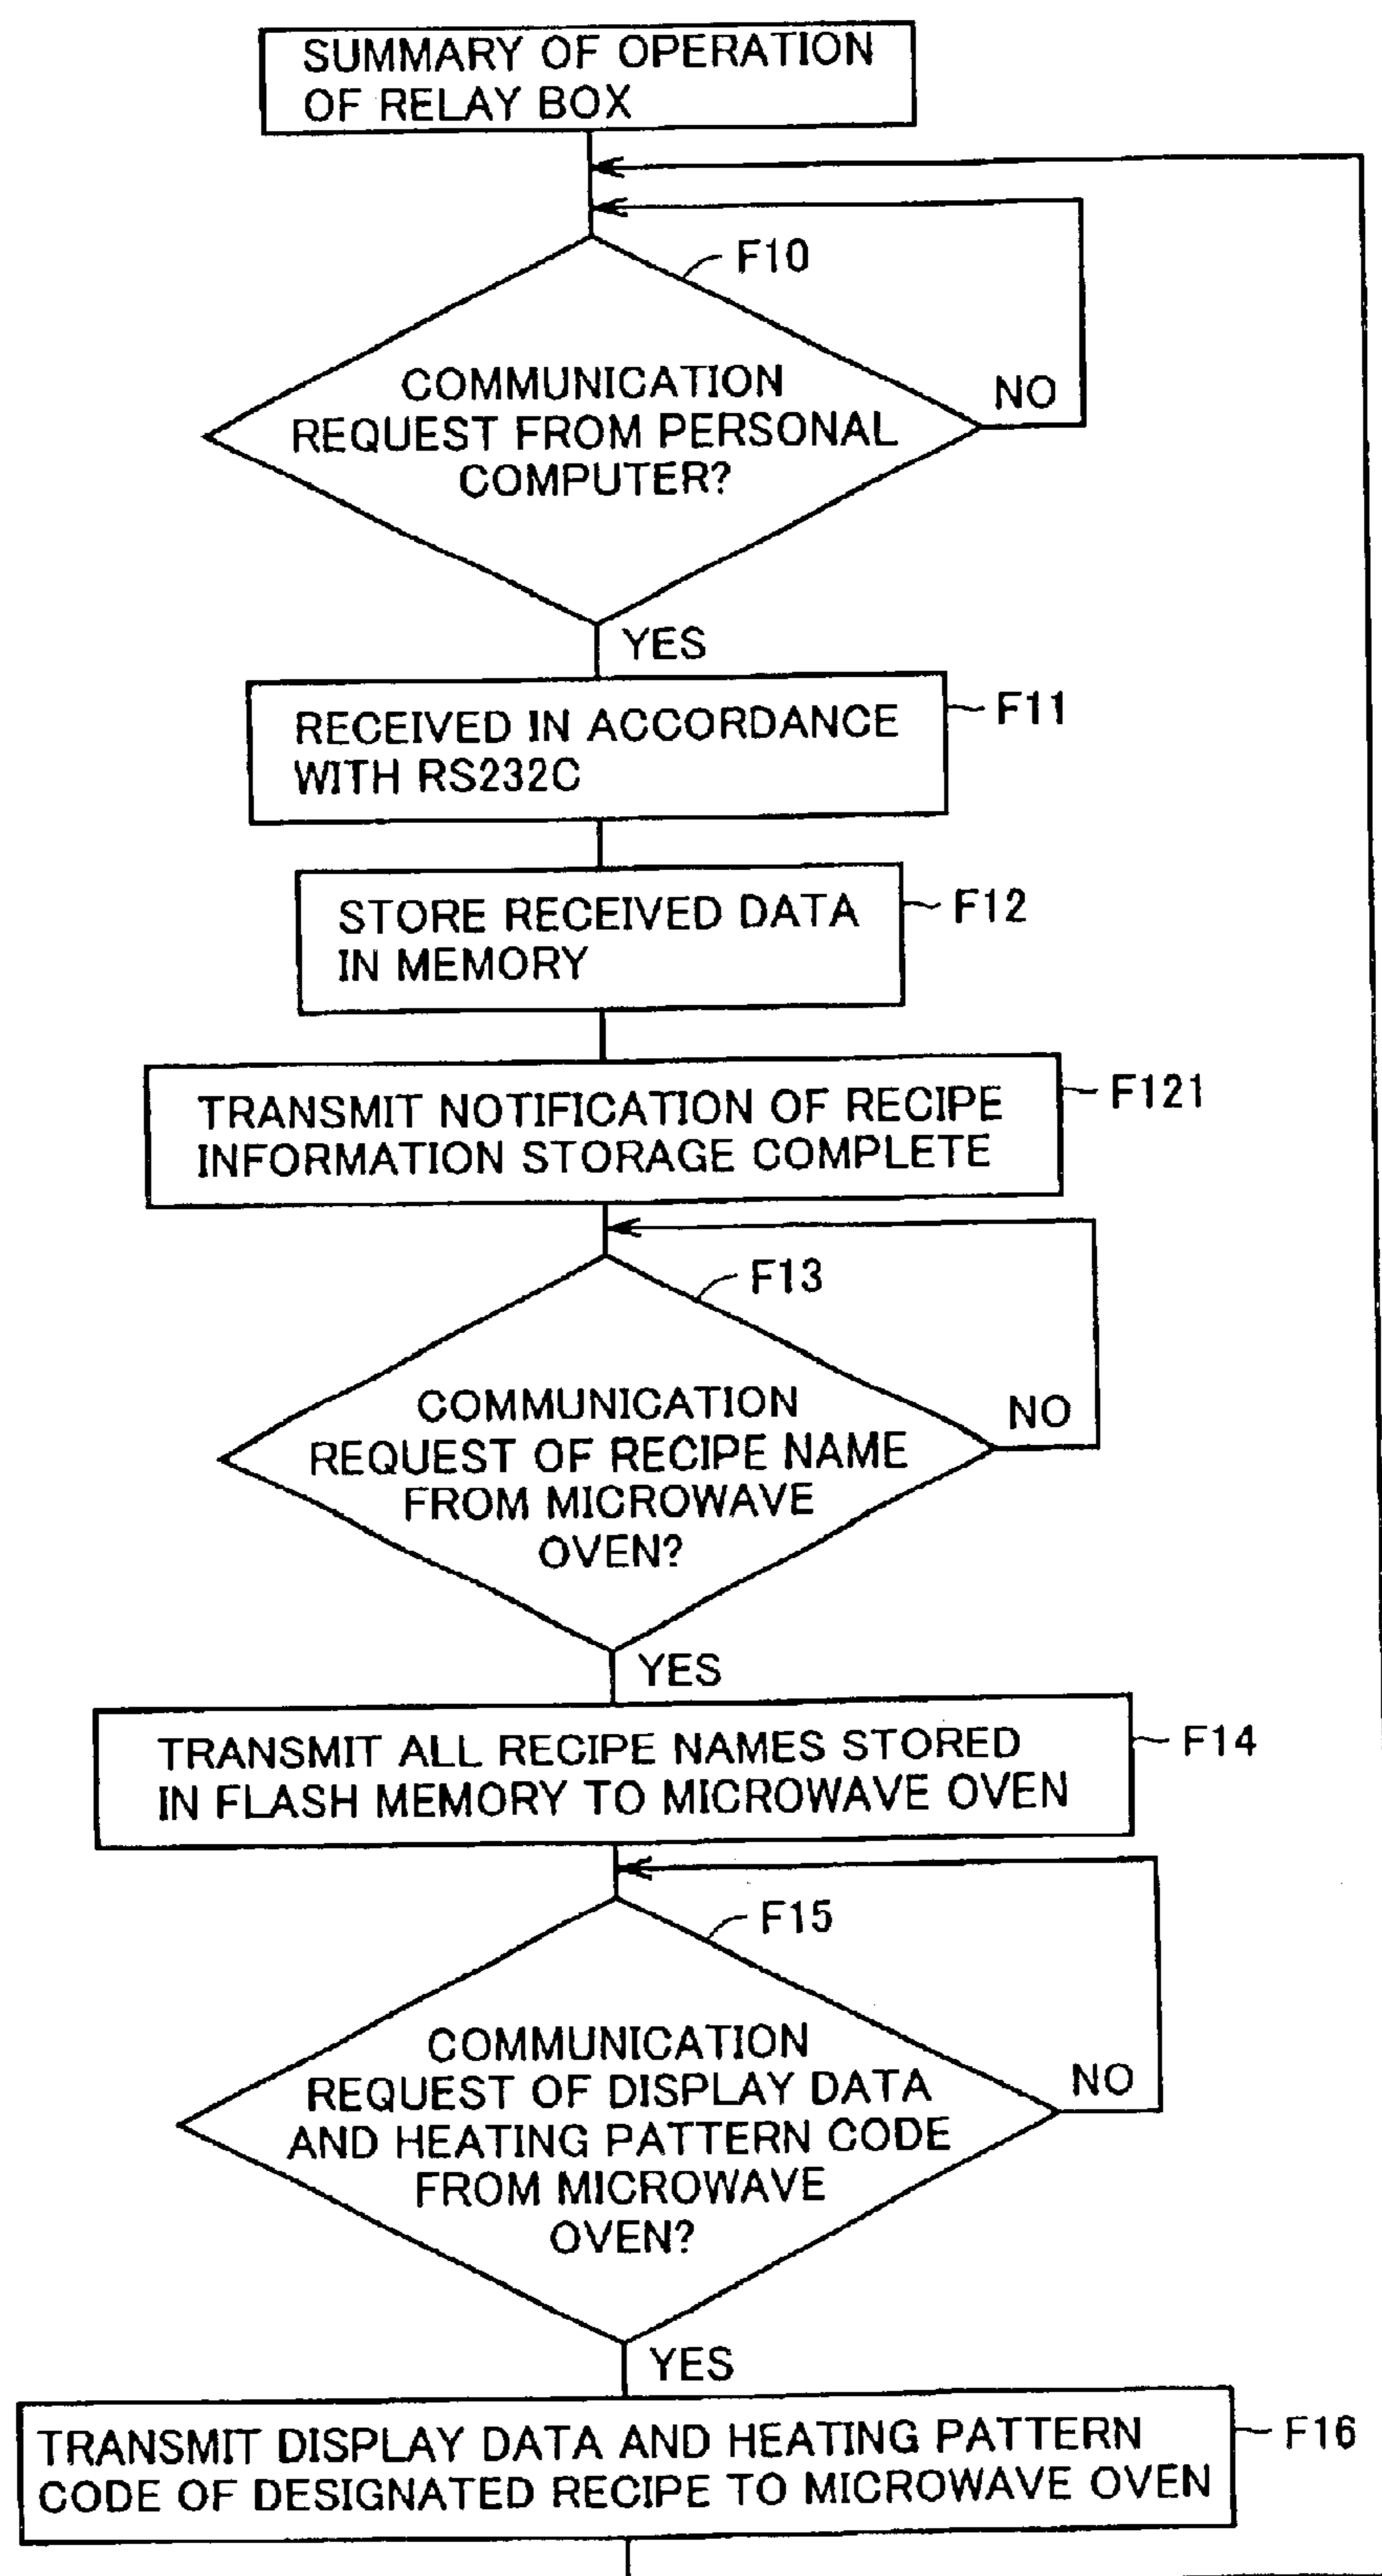 SUMMARY OF OPERATION
OF RELAY BOX
F10
COMMUNICATION
REQUEST FROM PERSONAL
COMPUTER?
NO
YES
RECEIVED IN ACCORDANCE
WITH RS232C
F11
STORE RECEIVED DATA
IN MEMORY
F12
TRANSMIT NOTIFICATION OF RECIPE
INFORMATION STORAGE COMPLETE
F121
F13
COMMUNICATION
REQUEST OF RECIPE NAME
FROM MICROWAVE
OVEN?
NO
YES
TRANSMIT ALL RECIPE NAMES STORED
IN FLASH MEMORY TO MICROWAVE OVEN
F14
F15
COMMUNICATION
REQUEST OF DISPLAY DATA
AND HEATING PATTERN CODE
FROM MICROWAVE
OVEN?
NO
YES
TRANSMIT DISPLAY DATA AND HEATING PATTERN
CODE OF DESIGNATED RECIPE TO MICROWAVE OVEN
F16